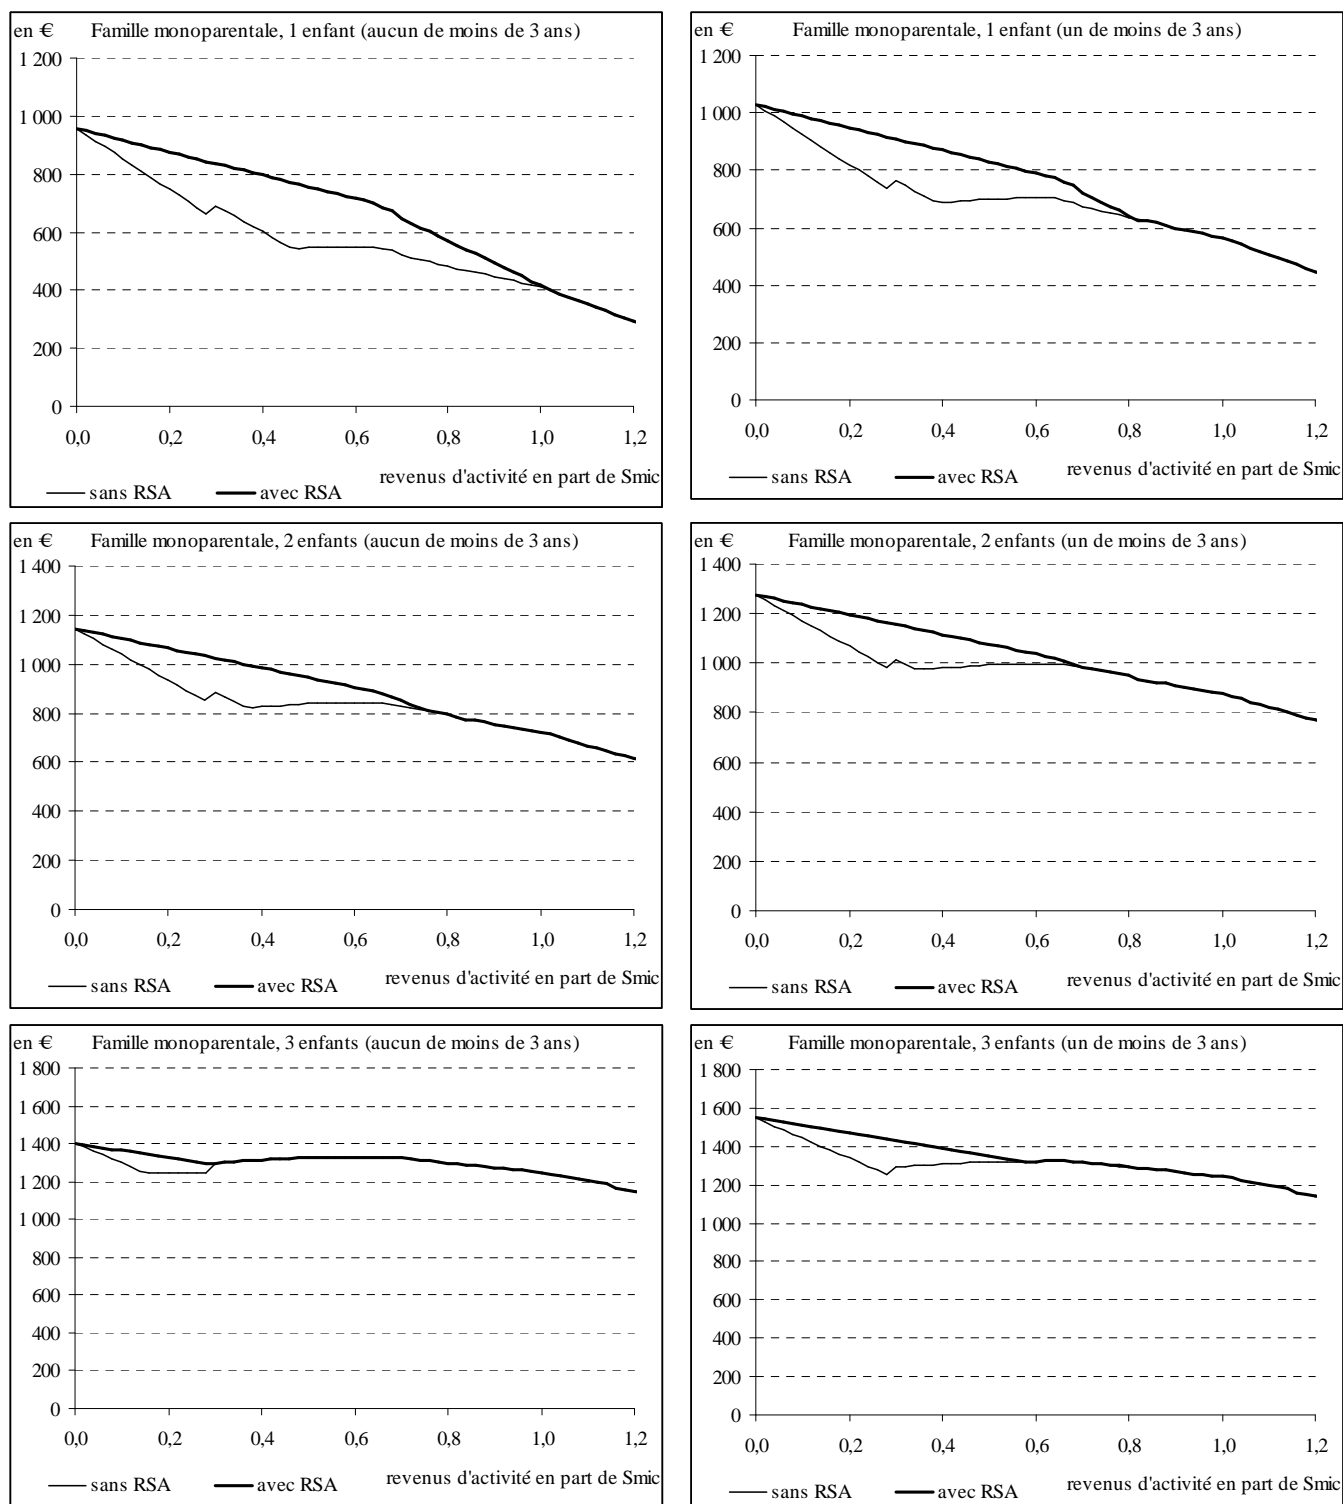 en € Famille monoparentale, 1 enfant (aucun de moins de 3 ans)
1 200
1 000
800
600
400
200
0
0,0 0,2 0,4 0,6 0,8 1,0 1,2
revenus d'activité en part de Smic
sans RSA avec RSA
en € Famille monoparentale, 1 enfant (un de moins de 3 ans)
1 200
1 000
800
600
400
200
0
0,0 0,2 0,4 0,6 0,8 1,0 1,2
revenus d'activité en part de Smic
sans RSA avec RSA
en € Famille monoparentale, 2 enfants (aucun de moins de 3 ans)
1 400
1 200
1 000
800
600
400
200
0
0,0 0,2 0,4 0,6 0,8 1,0 1,2
revenus d'activité en part de Smic
sans RSA avec RSA
en € Famille monoparentale, 2 enfants (un de moins de 3 ans)
1 400
1 200
1 000
800
600
400
200
0
0,0 0,2 0,4 0,6 0,8 1,0 1,2
revenus d'activité en part de Smic
sans RSA avec RSA
en € Famille monoparentale, 3 enfants (aucun de moins de 3 ans)
1 800
1 600
1 400
1 200
1 000
800
600
400
200
0
0,0 0,2 0,4 0,6 0,8 1,0 1,2
revenus d'activité en part de Smic
sans RSA avec RSA
en € Famille monoparentale, 3 enfants (un de moins de 3 ans)
1 800
1 600
1 400
1 200
1 000
800
600
400
200
0
0,0 0,2 0,4 0,6 0,8 1,0 1,2
revenus d'activité en part de Smic
sans RSA avec RSA